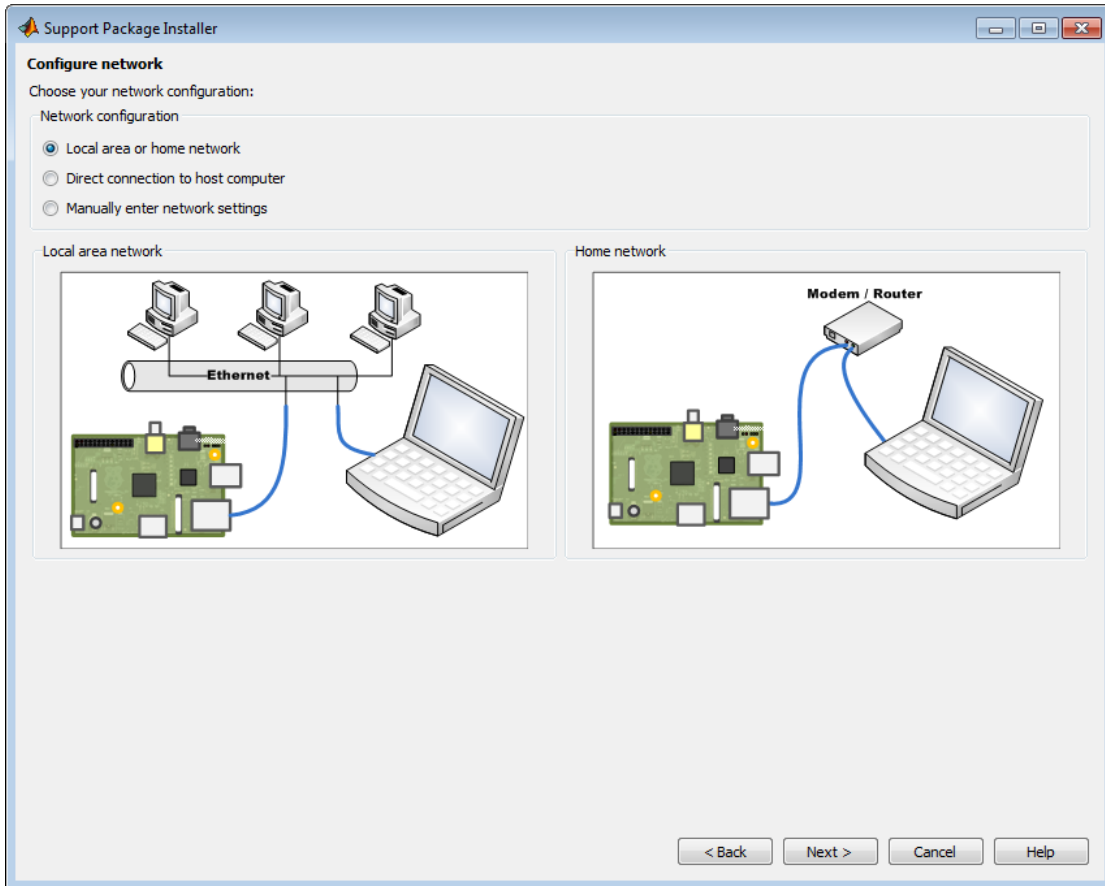 Support Package Installer
Configure network
Choose your network configuration:
Network configuration
Local area or home network
Direct connection to host computer
Manually enter network settings
Local area network
Ethernet
Home network
Modem / Router
< Back
Next >
Cancel
Help